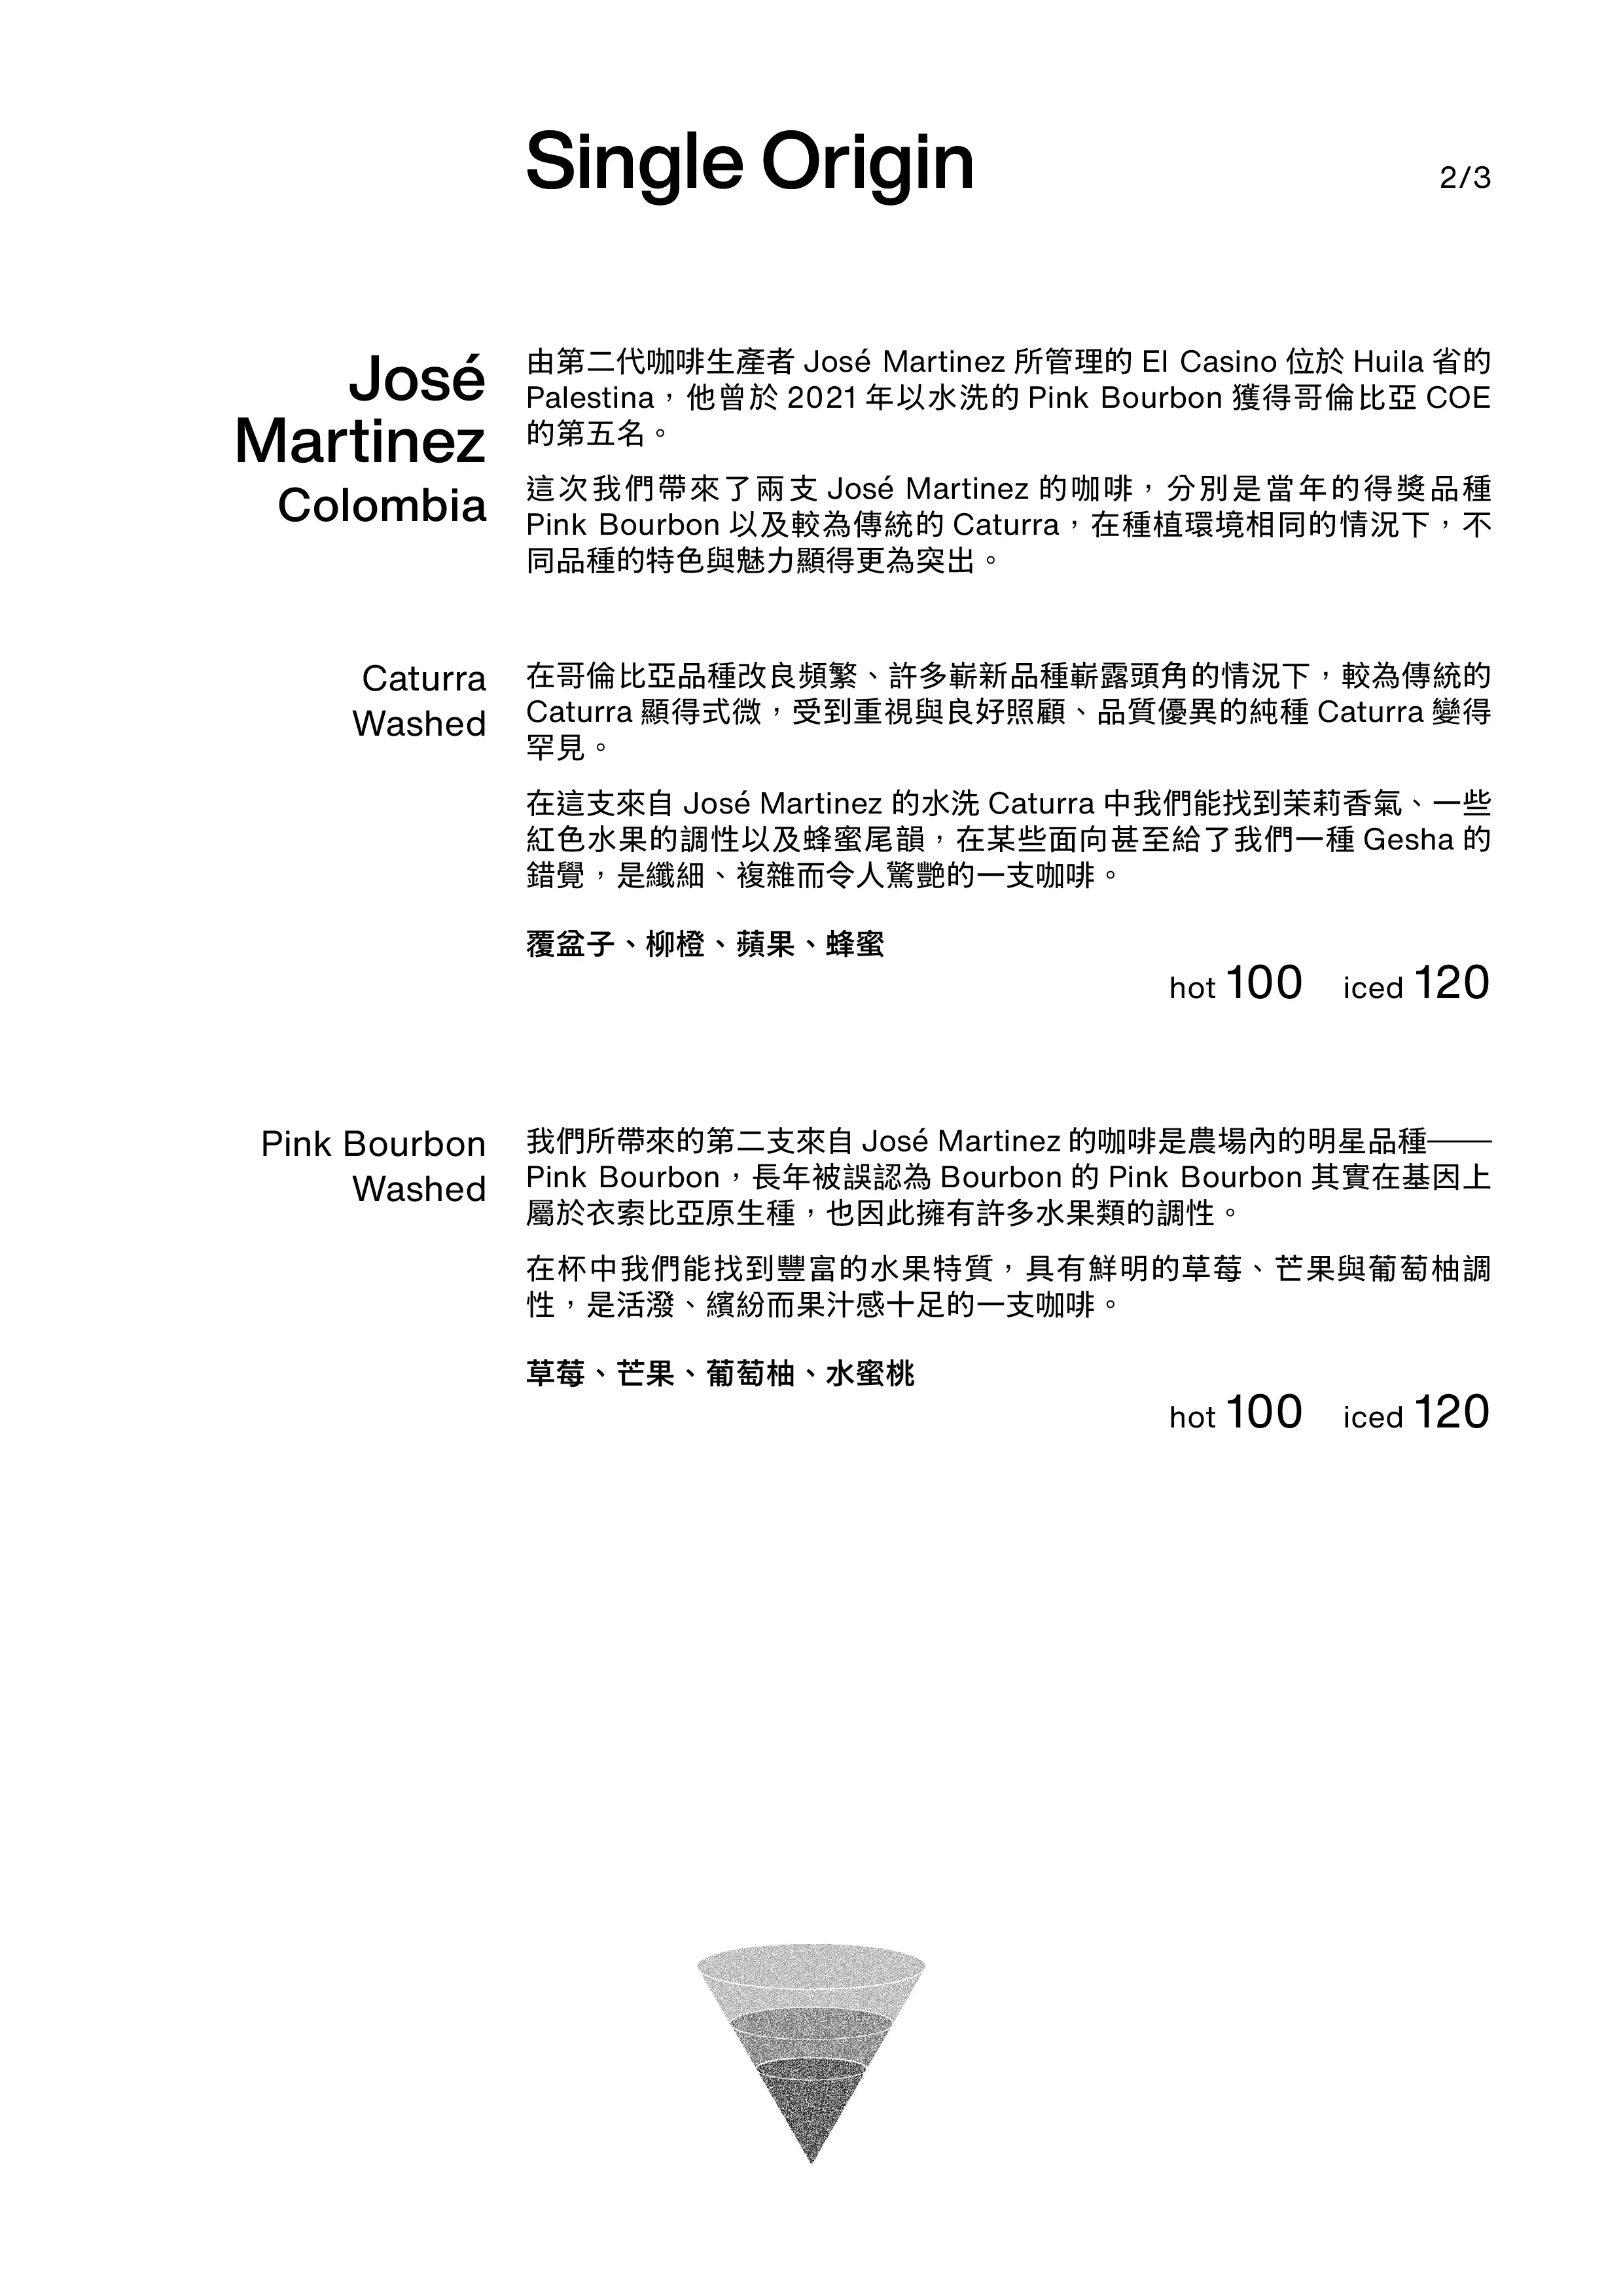 Single Origin
2/3
José
Martinez
Colombia
由第二代咖啡生產者 José Martinez 所管理的 El Casino 位於 Huila 省的
Palestina，他曾於 2021 年以水洗的 Pink Bourbon 獲得哥倫比亞 COE
的第五名。
這次我們帶來了兩支 José Martinez 的咖啡，分別是當年的得獎品種
Pink Bourbon 以及較為傳統的 Caturra，在種植環境相同的情況下，不
同品種的特色與魅力顯得更為突出。
Caturra
Washed
在哥倫比亞品種改良頻繁、許多嶄新品種嶄露頭角的情況下，較為傳統的
Caturra 顯得式微，受到重視與良好照顧、品質優異的純種 Caturra 變得
罕見。
在這支來自 José Martinez 的水洗 Caturra 中我們能找到茉莉香氣、一些
紅色水果的調性以及蜂蜜尾韻，在某些面向甚至給了我們一種 Gesha 的
錯覺，是纖細、複雜而令人驚艷的一支咖啡。
覆盆子、柳橙、蘋果、蜂蜜
hot 100 iced 120
Pink Bourbon
Washed
我們所帶來的第二支來自 José Martinez 的咖啡是農場內的明星品種——
Pink Bourbon，長年被誤認為 Bourbon 的 Pink Bourbon 其實在基因上
屬於衣索比亞原生種，也因此擁有許多水果類的調性。
在杯中我們能找到豐富的水果特質，具有鮮明的草莓、芒果與葡萄柚調
性，是活潑、繽紛而果汁感十足的一支咖啡。
草莓、芒果、葡萄柚、水蜜桃
hot 100 iced 120